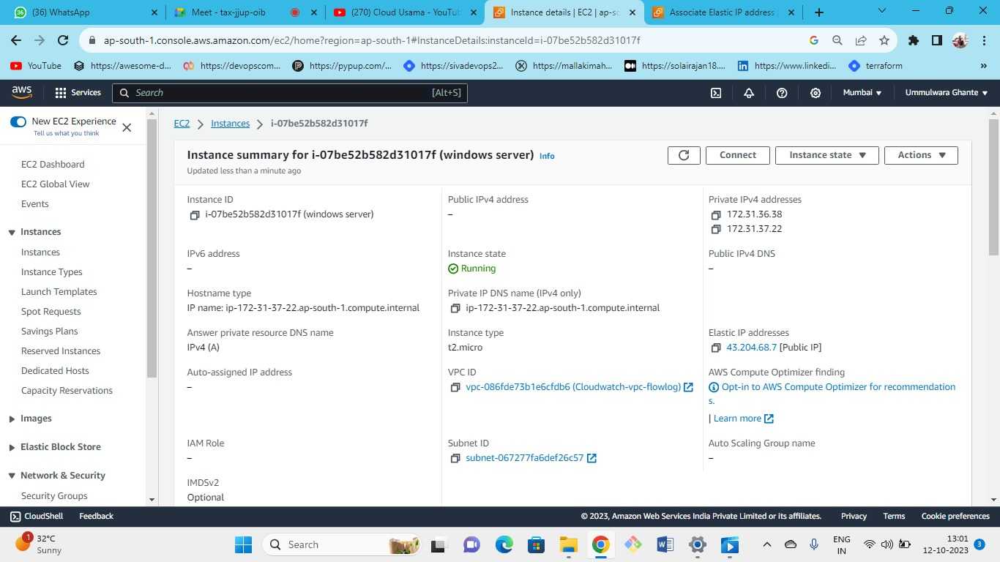 (36) WhatsApp
Meet - tax-jjup-oib
(270) Cloud Usama - YouTub
Instance details | EC2 | ap-so
Associate Elastic IP address
ap-south-1.console.aws.amazon.com/ec2/home?region=ap-south-1#InstanceDetails:instanceId=i-07be52b582d31017f
YouTube
https://awesome-d...
https://devopscom...
https://pypup.com/...
https://sivadevops2...
https://mallakimah...
https://solairajan18....
https://www.linkedi...
terraform
aws
Services
Search
[Alt+S]
Mumbai
Ummulwara Ghante
New EC2 Experience
Tell us what you think
EC2 Dashboard
EC2 Global View
Events
Instances
Instances
Instance Types
Launch Templates
Spot Requests
Savings Plans
Reserved Instances
Dedicated Hosts
Capacity Reservations
Images
Elastic Block Store
Network & Security
Security Groups
EC2
Instances
i-07be52b582d31017f
Instance summary for i-07be52b582d31017f (windows server) Info
Updated less than a minute ago
Connect
Instance state
Actions
Instance ID
i-07be52b582d31017f (windows server)
Public IPv4 address
–
Private IPv4 addresses
172.31.36.38
172.31.37.22
IPv6 address
–
Instance state
Running
Public IPv4 DNS
–
Hostname type
IP name: ip-172-31-37-22.ap-south-1.compute.internal
Private IP DNS name (IPv4 only)
ip-172-31-37-22.ap-south-1.compute.internal
Answer private resource DNS name
IPv4 (A)
Instance type
t2.micro
Elastic IP addresses
43.204.68.7 [Public IP]
Auto-assigned IP address
–
VPC ID
vpc-086fde73b1e6cfdb6 (Cloudwatch-vpc-flowlog)
AWS Compute Optimizer finding
Opt-in to AWS Compute Optimizer for recommendation
s.
| Learn more
IAM Role
–
Subnet ID
subnet-067277fa6def26c57
Auto Scaling Group name
–
IMDSv2
Optional
CloudShell
Feedback
© 2023, Amazon Web Services India Private Limited or its affiliates.
Privacy
Terms
Cookie preferences
1
32°C
Sunny
Search
ENG
IN
13:01
12-10-2023
3